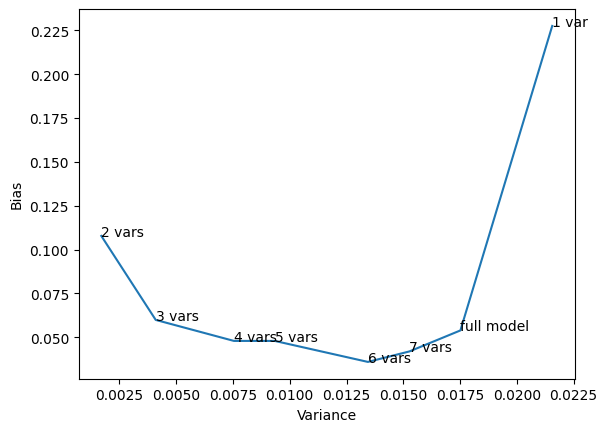 0.225
0.200
0.175
0.150
0.125
0.100
0.075
0.050
Bias
1 var
2 vars
3 vars
4 vars
5 vars
6 vars
7 vars
full model
0.0025 0.0050 0.0075 0.0100 0.0125 0.0150 0.0175 0.0200 0.0225
Variance